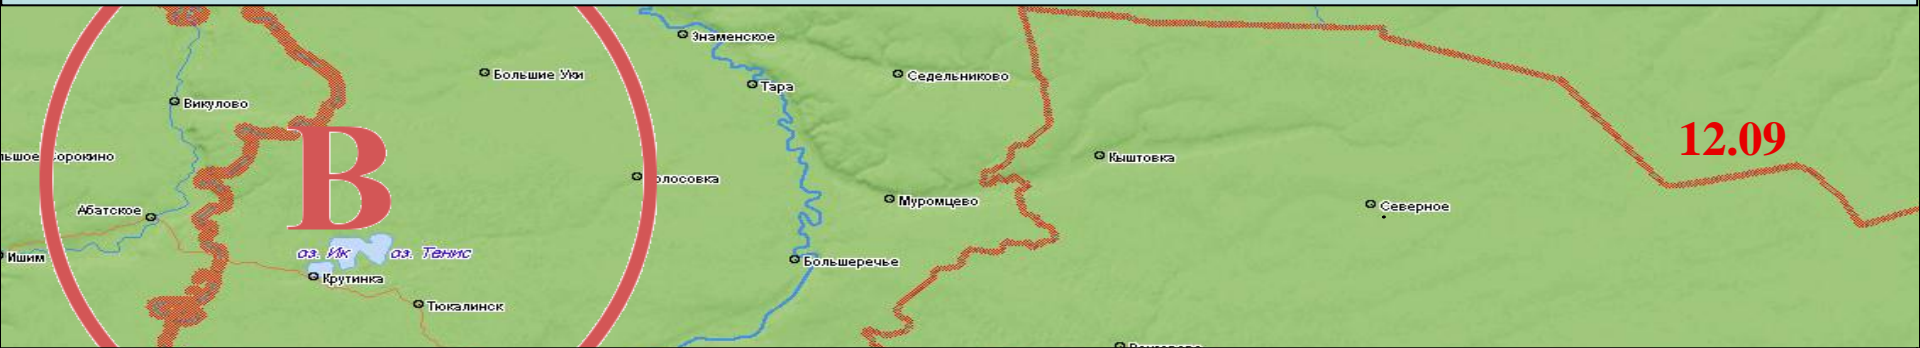 Знаменское
Большие Уки
Седельниково
Тара
Викулово
В
12.09
Кыштовка
Абатское
Муромцево
Северное
оз. Ик
оз. Тенис
Ишим
Большеречье
Крутинка
Тюкалинск